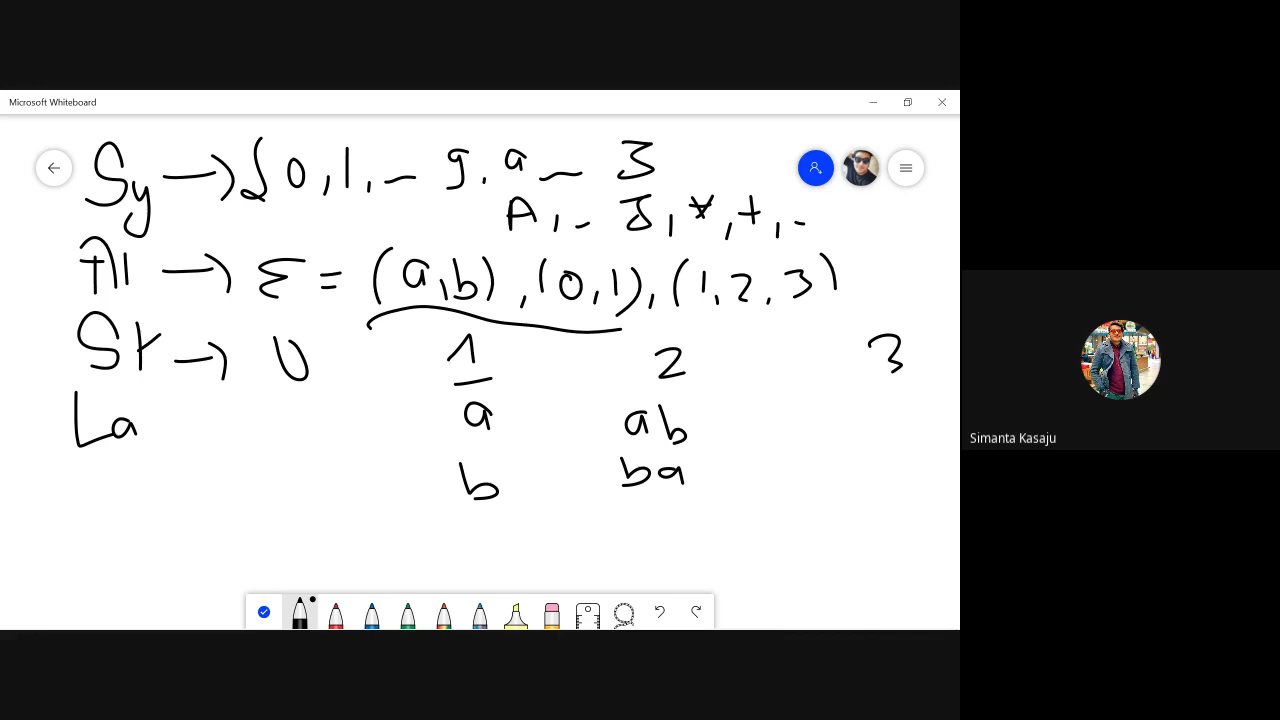 Microsoft Whiteboard
Sy → { 0, 1, - 9, a - z
A, - Z, *, +, -
Al → Σ = (a, b), (0, 1), (1, 2, 3)
St → 0 1 2 3
La a ab
b ba
Simanta Kasaju